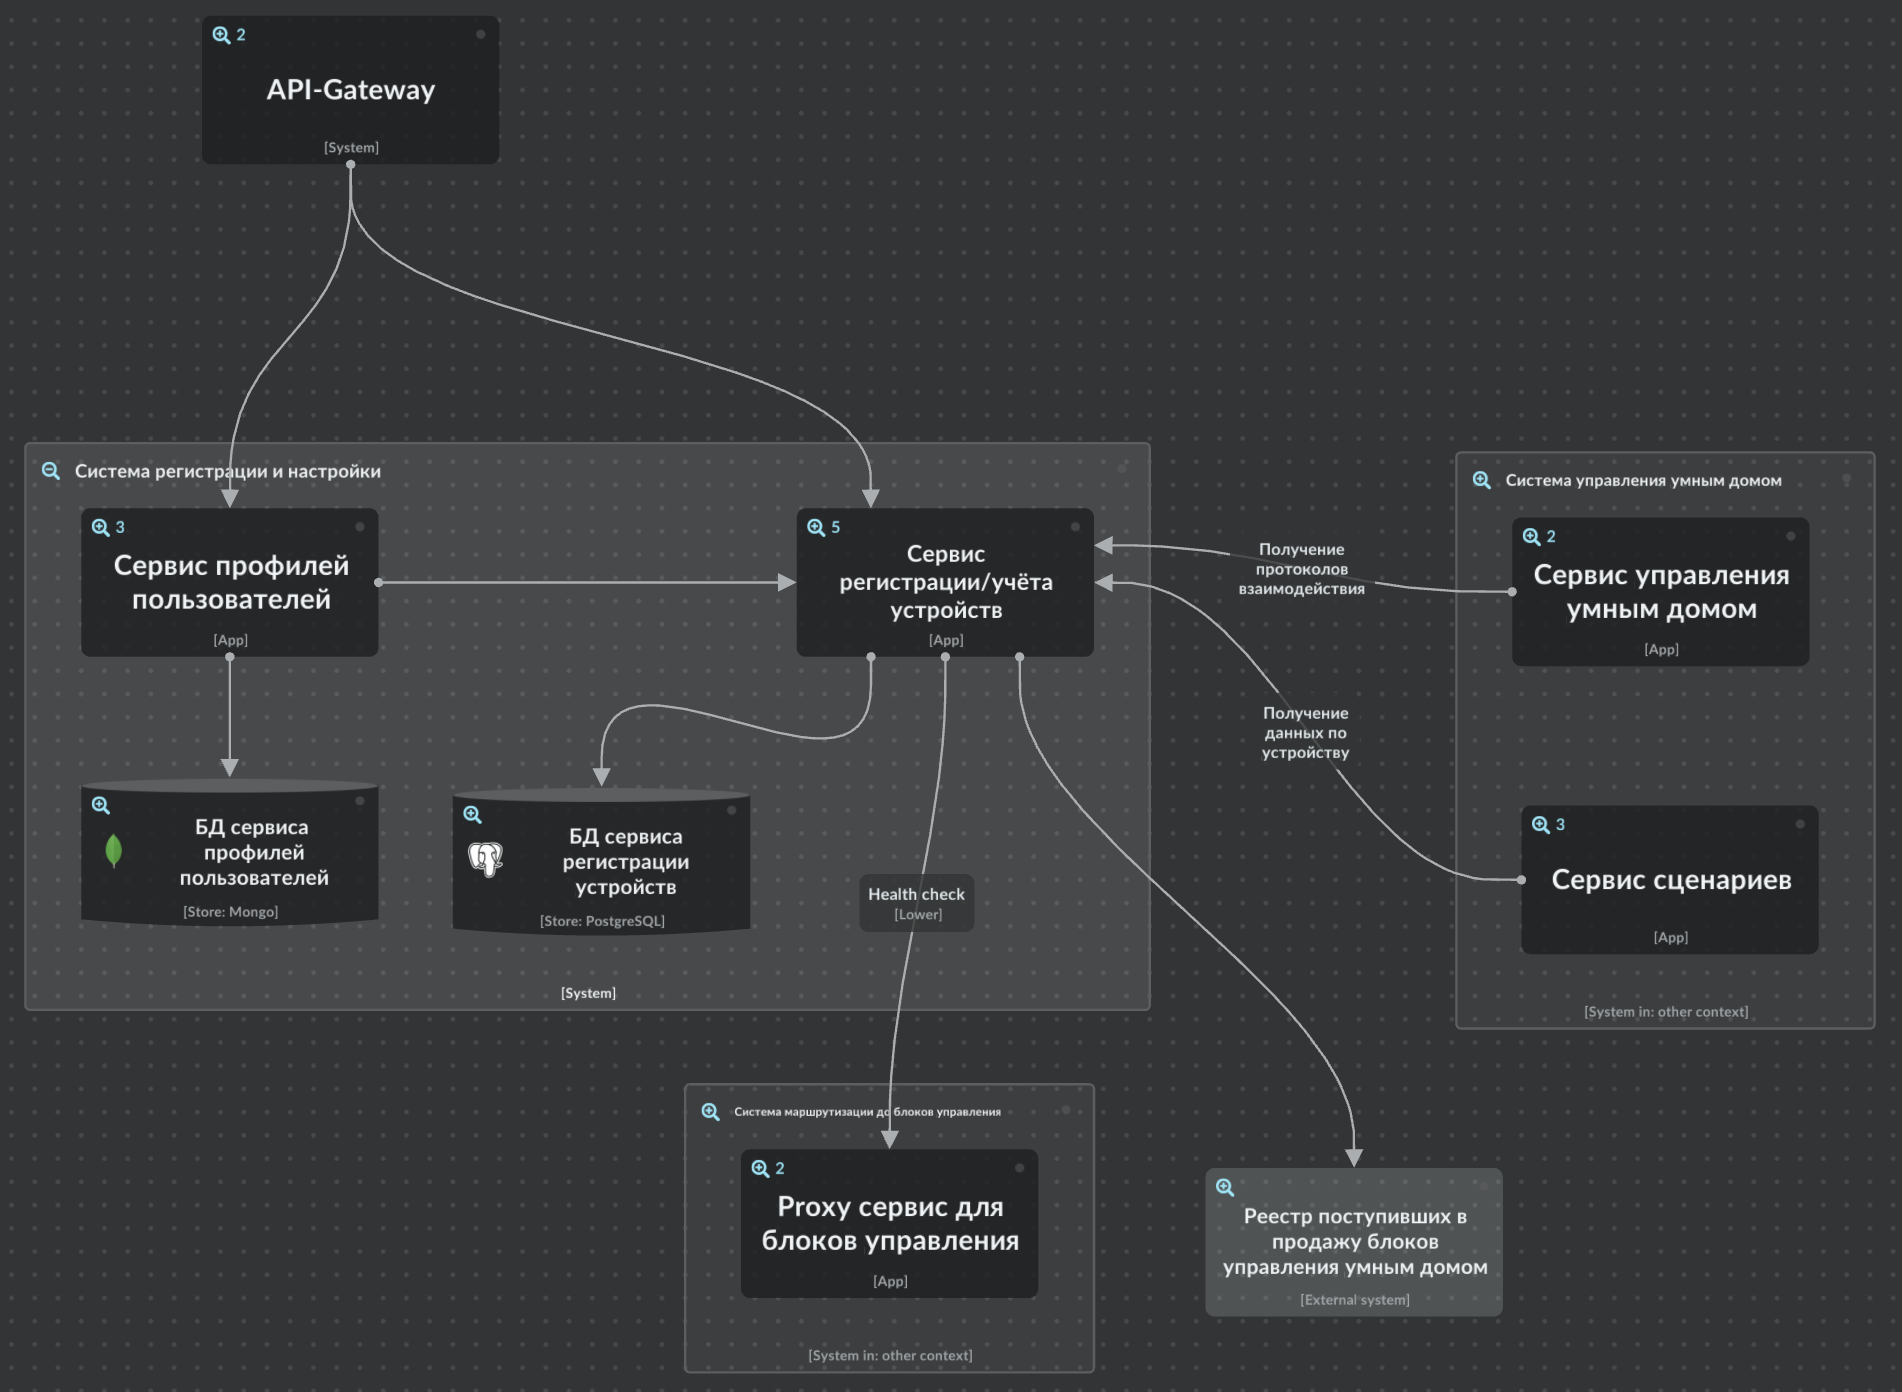 2
API-Gateway
[System]
Система регистрации и настройки
3
Сервис профилей
пользователей
[App]
5
Сервис
регистрации/учёта
устройств
[App]
БД сервиса
профилей
пользователей
[Store: Mongo]
БД сервиса
регистрации
устройств
[Store: PostgreSQL]
Health check
[Lower]
[System]
Получение
протоколов
взаимодействия
Получение
данных по
устройству
Система управления умным домом
2
Сервис управления
умным домом
[App]
3
Сервис сценариев
[App]
[System in: other context]
Система маршрутизации до блоков управления
2
Proxy сервис для
блоков управления
[App]
[System in: other context]
Реестр поступивших в
продажу блоков
управления умным домом
[External system]